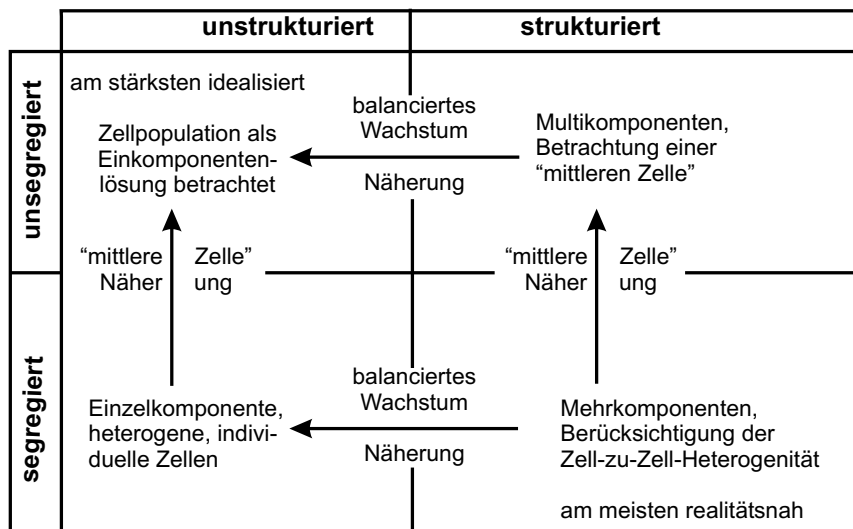 unstrukturiert
strukturiert
unsegregiert
am stärksten idealisiert
Zellpopulation als
Einkomponenten-
lösung betrachtet
balanciertes
Wachstum
Näherung
Multikomponenten,
Betrachtung einer
“mittleren Zelle”
“mittlere Zelle”
Näher ung
“mittlere Zelle”
Näher ung
segregiert
Einzelkomponente,
heterogene, indivi-
duelle Zellen
balanciertes
Wachstum
Näherung
Mehrkomponenten,
Berücksichtigung der
Zell-zu-Zell-Heterogenität
am meisten realitätsnah